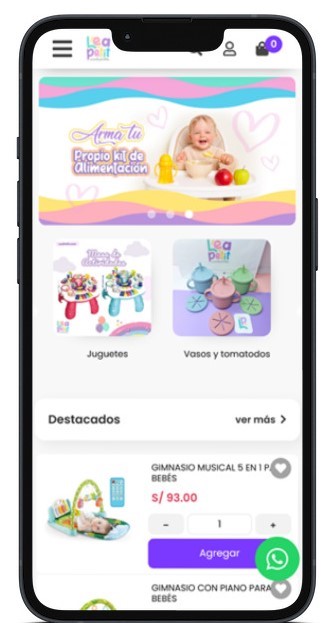 Lea
petit
0
Arma tu
Propio kit de
Alimentación
Mesa de
Actividades
Lea
petit
Juguetes
Vasos y tomatodos
Destacados
ver más >
GIMNASIO MUSICAL 5 EN 1 P
BEBÉS
S/ 93.00
- 1 +
Agregar
GIMNASIO CON PIANO PARA
BEBÉS